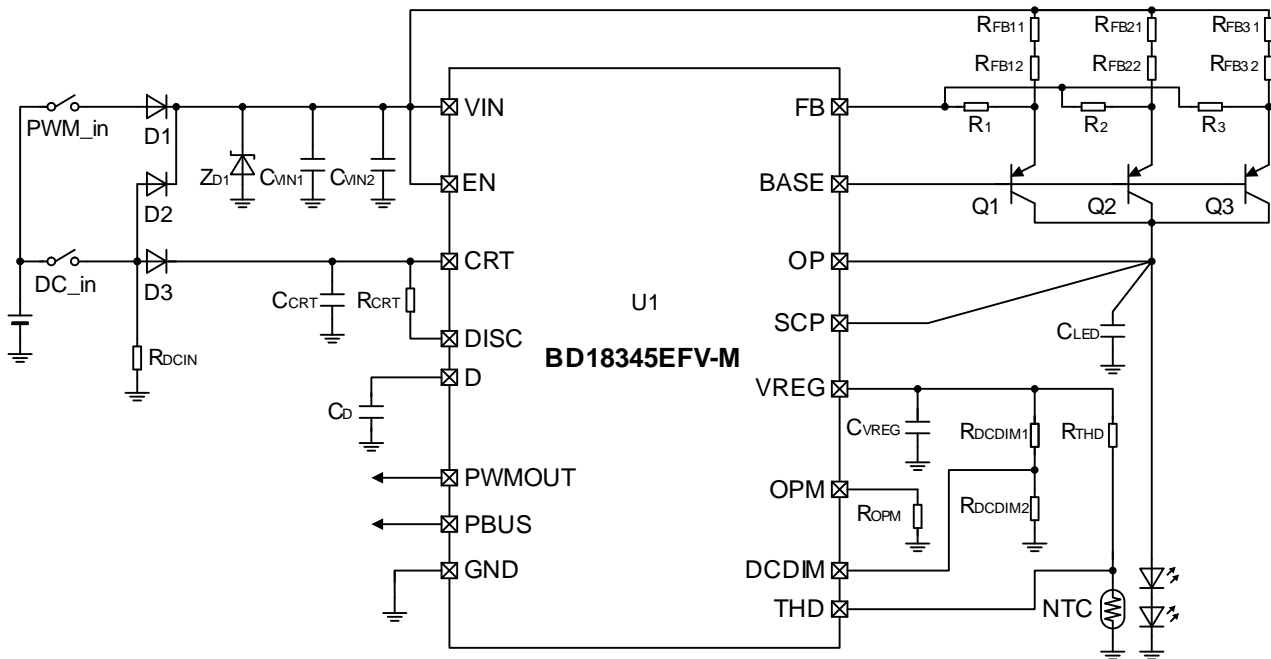 RFB11
RFB21
RFB31
RFB12
RFB22
RFB32
VIN
FB
PWM_in
D1
R1
R2
R3
ZD1
CVIN1
CVIN2
EN
BASE
D2
Q1
Q2
Q3
CRT
OP
DC_in
D3
CCRT
RCRT
U1
SCP
CLED
DISC
BD18345EFV-M
RDCIN
D
VREG
CD
CVREG
RDCDIM1
RTHD
PWMOUT
OPM
ROPM
RDCDIM2
PBUS
GND
DCDIM
THD
NTC